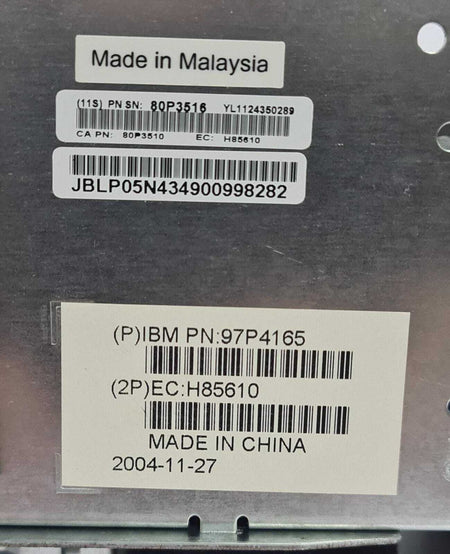 Made in Malaysia
(11S) PN SN: 80P3516 YL1124350289
CA PN: 80P3510 EC: H85610
JBLP05N434900998282
(P)IBM PN:97P4165
(2P)EC:H85610
MADE IN CHINA
2004-11-27